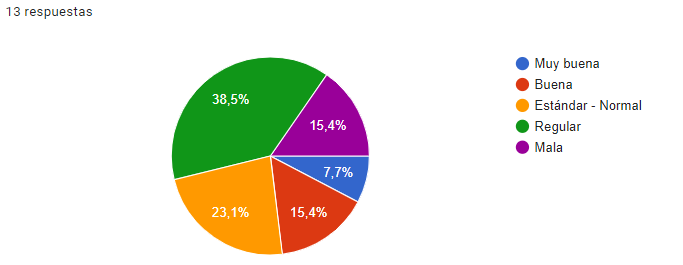 13 respuestas
38,5%
15,4%
7,7%
23,1%
15,4%
Muy buena
Buena
Estándar - Normal
Regular
Mala